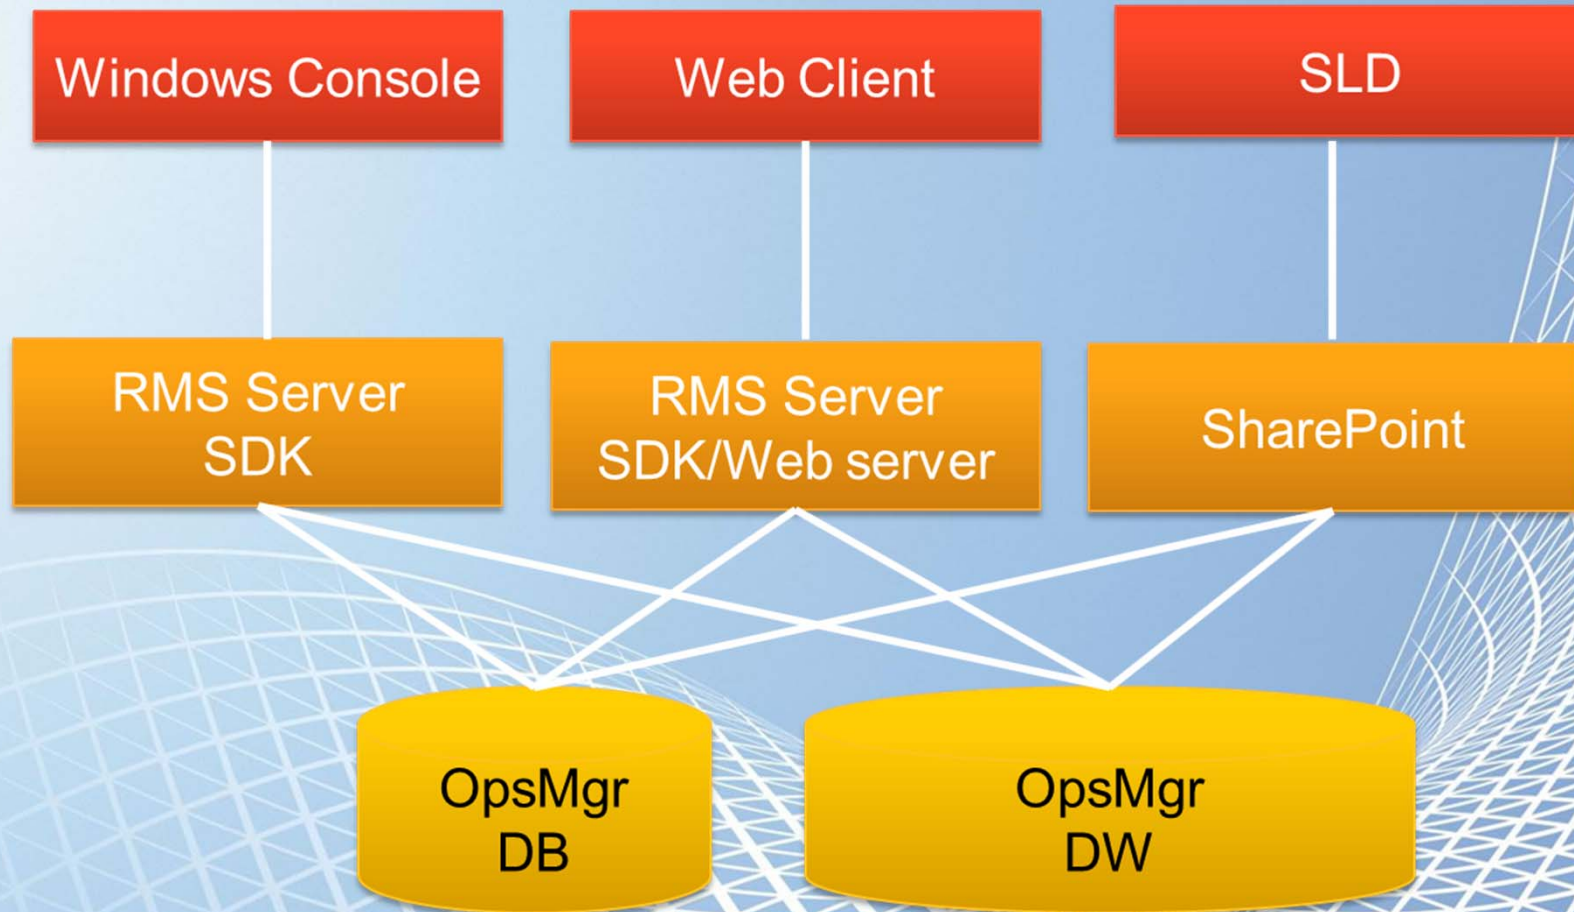 Windows Console
Web Client
SLD
RMS Server
SDK
RMS Server
SDK/Web server
SharePoint
OpsMgr
DB
OpsMgr
DW